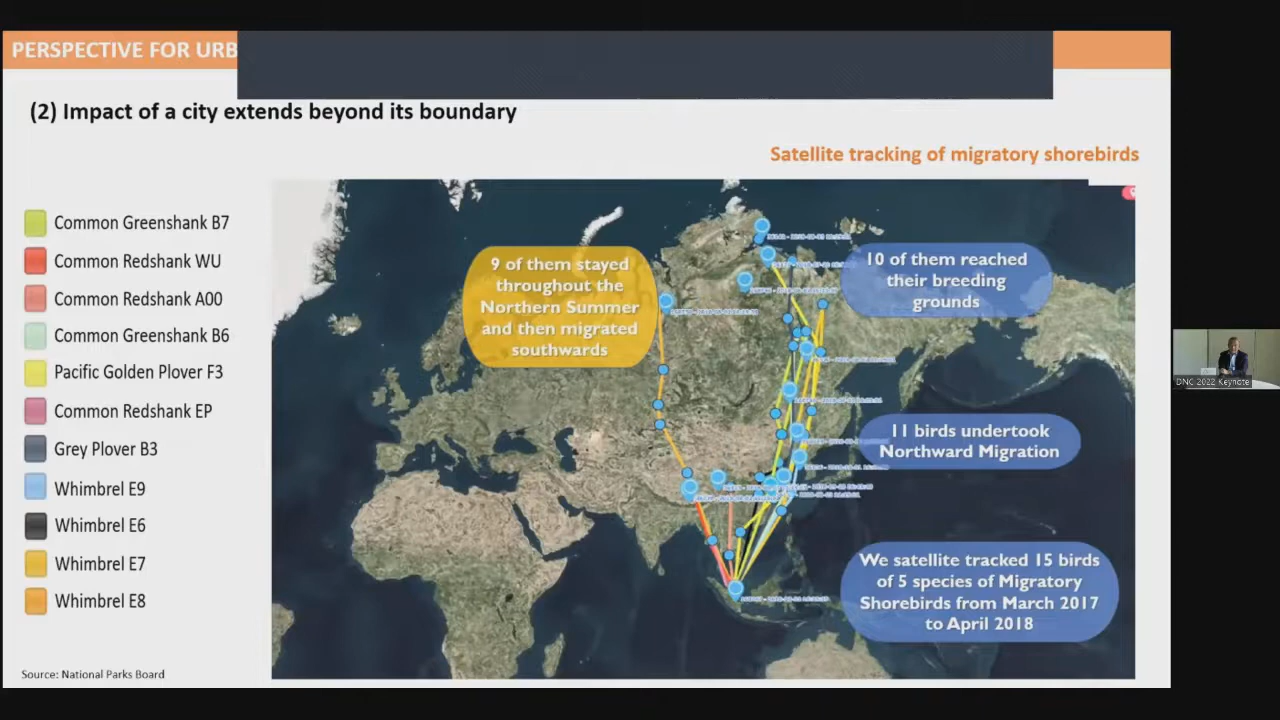 PERSPECTIVE FOR URB
(2) Impact of a city extends beyond its boundary
Satellite tracking of migratory shorebirds
Common Greenshank B7
Common Redshank WU
Common Redshank A00
Common Greenshank B6
Pacific Golden Plover F3
Common Redshank EP
Grey Plover B3
Whimbrel E9
Whimbrel E6
Whimbrel E7
Whimbrel E8
9 of them stayed
throughout the
Northern Summer
and then migrated
southwards
10 of them reached
their breeding
grounds
11 birds undertook
Northward Migration
We satellite tracked 15 birds
of 5 species of Migratory
Shorebirds from March 2017
to April 2018
Source: National Parks Board
DNC 2022 Keynote